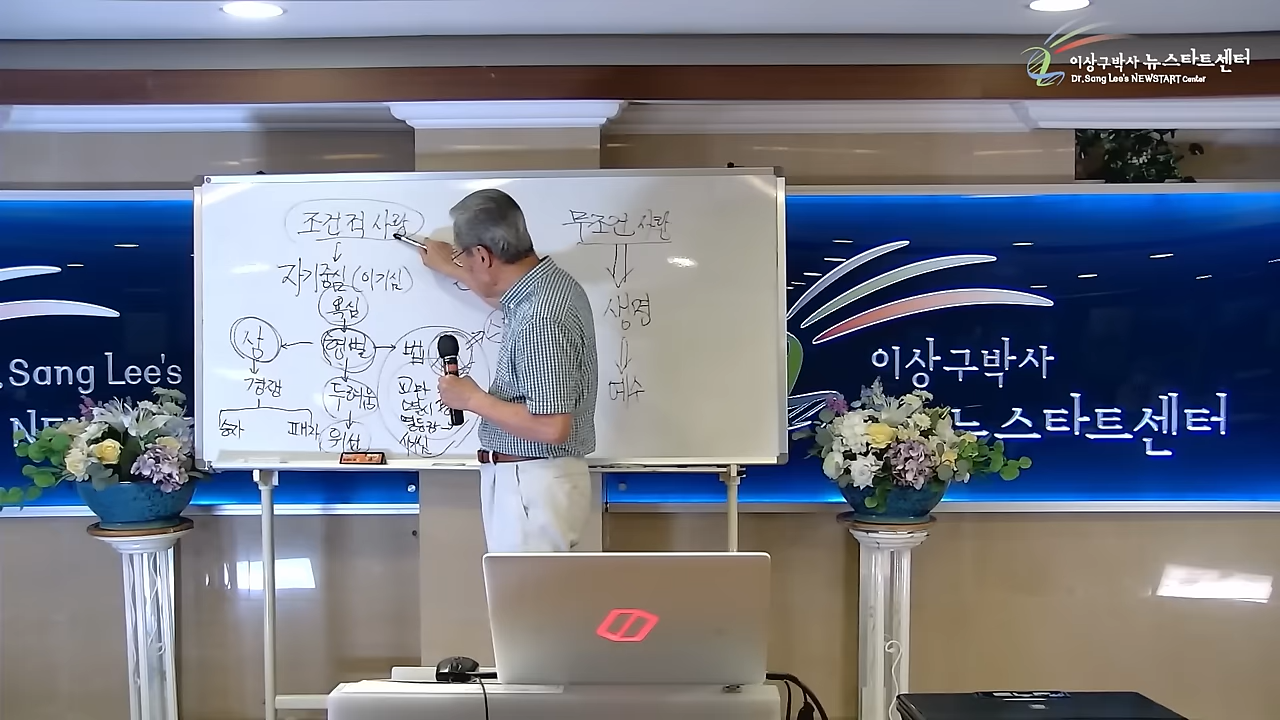 이상구박사 뉴스타트센터
Dr.Sang Lee's NEWSTART Center
조건적 사랑
무조건 사랑
자기중심 (이기심)
욕심
상
형벌
법
생명
경쟁
두려움
예수
승자
패자
위선
.Sang Lee's
이상구박사
뉴스타트센터